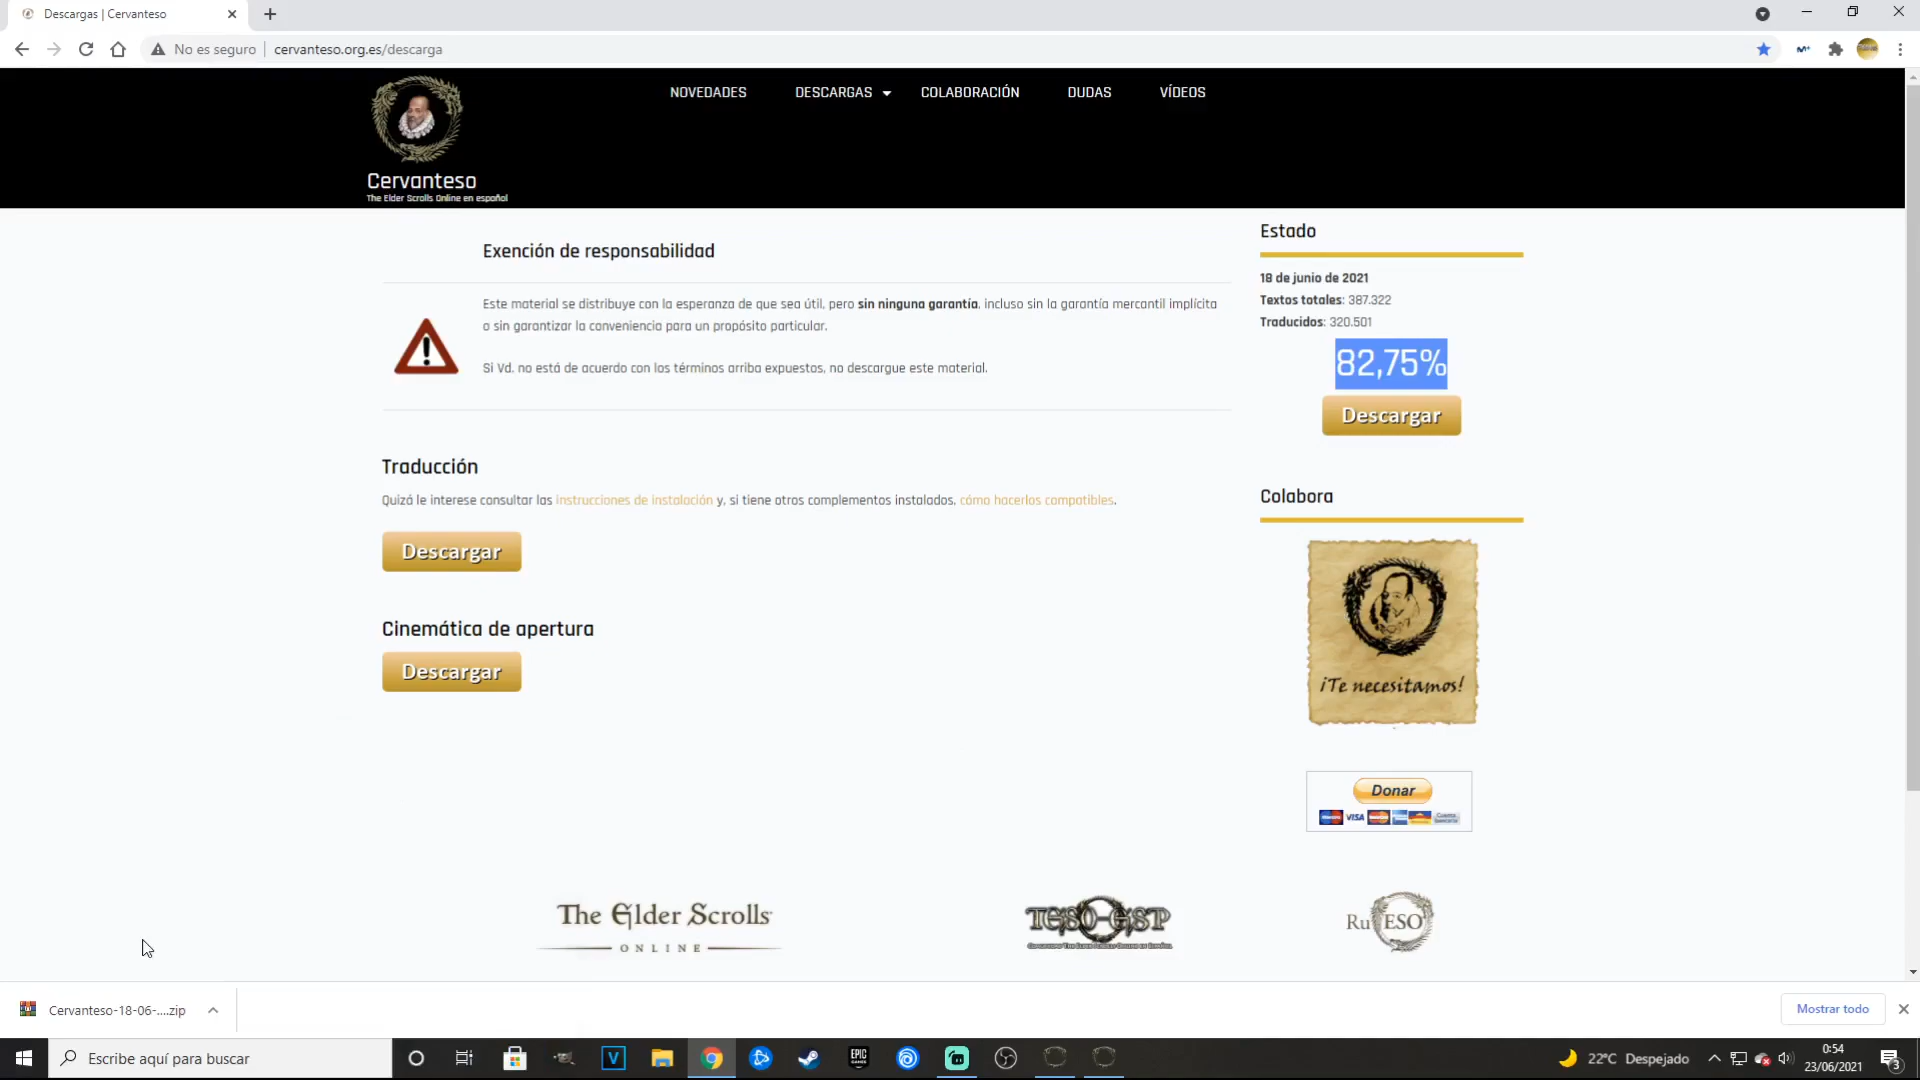 Descargas | Cervanteso
No es seguro
cervanteso.org.es/descarga
Cervanteso
The Elder Scrolls Online en español
NOVEDADES
DESCARGAS
COLABORACIÓN
DUDAS
VÍDEOS
Exención de responsabilidad
Este material se distribuye con la esperanza de que sea útil, pero sin ninguna garantía, incluso sin la garantía mercantil implícita
o sin garantizar la conveniencia para un propósito particular.
Si Vd. no está de acuerdo con los términos arriba expuestos, no descargue este material.
Traducción
Quizá le interese consultar las instrucciones de instalación y, si tiene otros complementos instalados, cómo hacerlos compatibles.
Descargar
Cinemática de apertura
Descargar
Estado
18 de junio de 2021
Textos totales: 387.322
Traducidos: 320.501
82,75%
Descargar
Colabora
¡Te necesitamos!
Donar
VISA
The Elder Scrolls
ONLINE
TESO-ESP
RuESO
Cervanteso-18-06-....zip
Mostrar todo
Escribe aquí para buscar
V
EPIC
22°C Despejado
0:54
23/06/2021
3